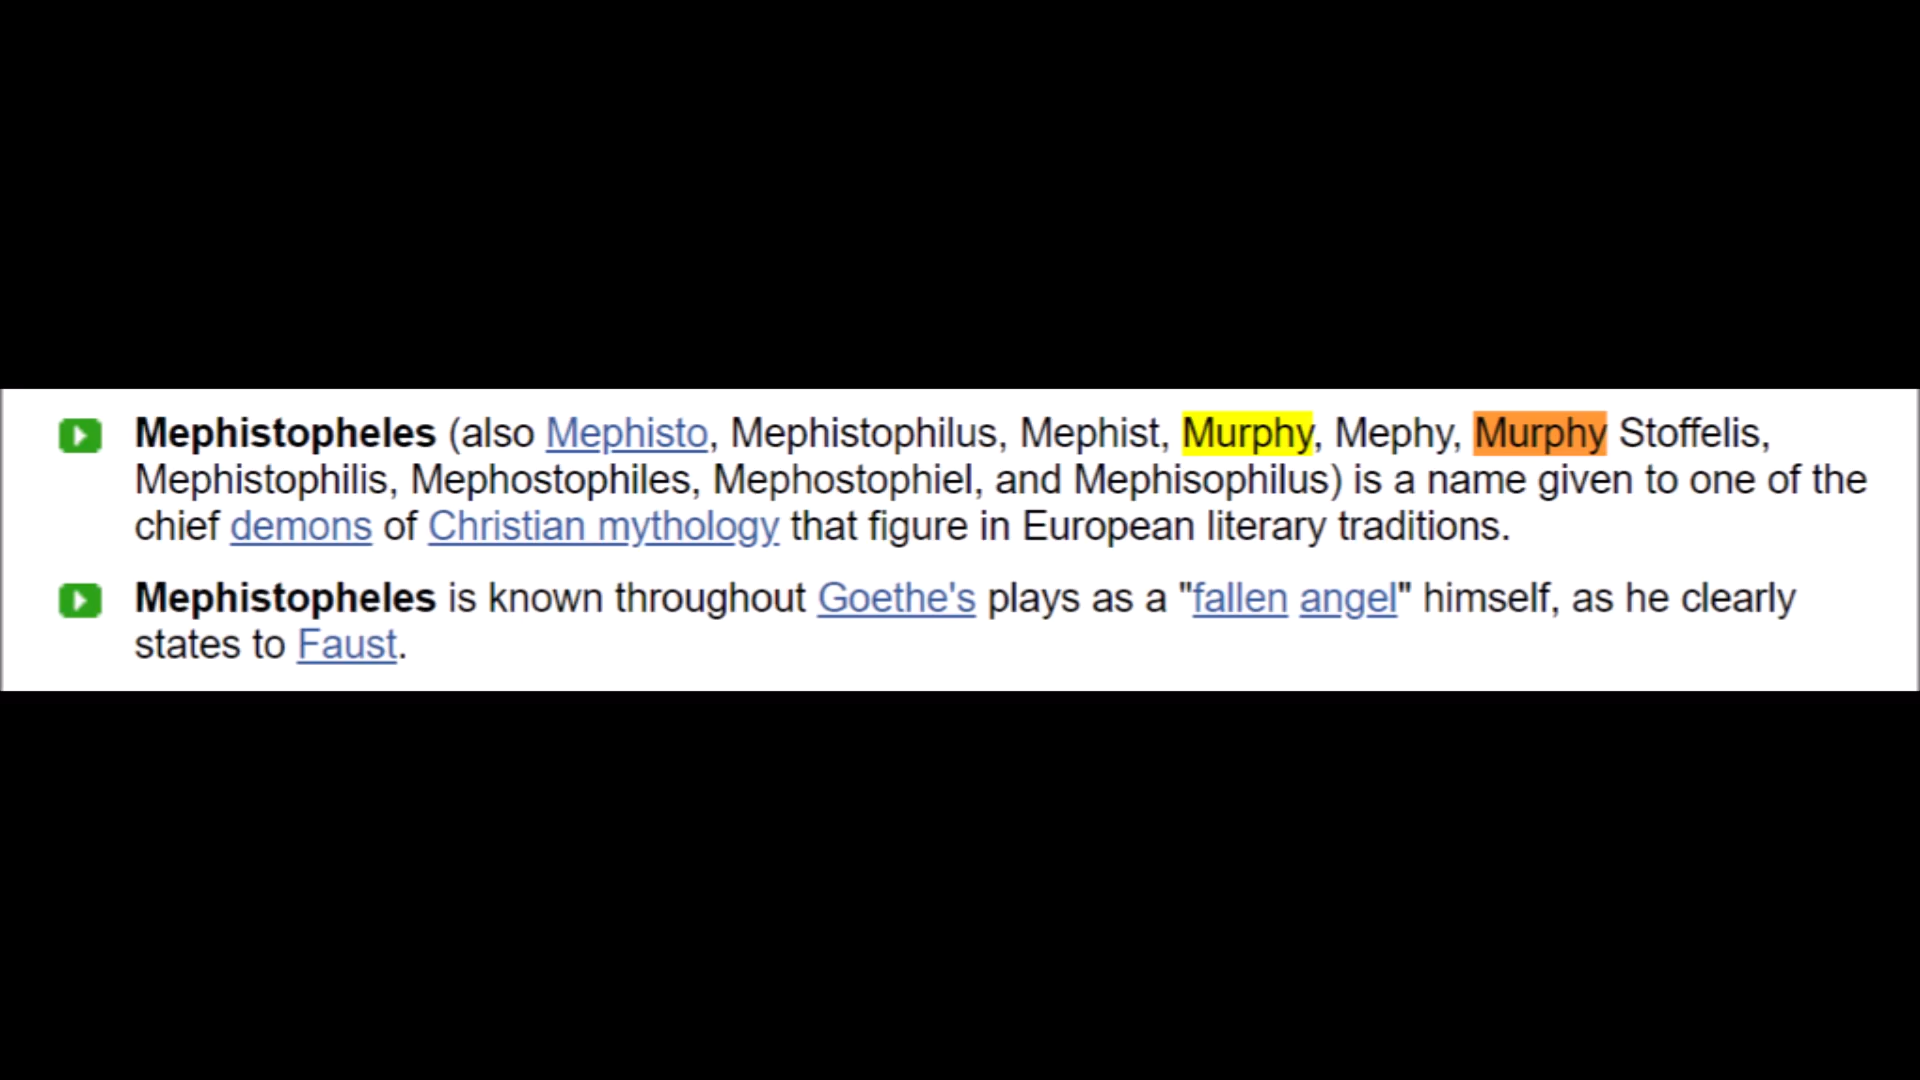 Mephistopheles (also Mephisto, Mephistophilus, Mephist, Murphy, Mephy, Murphy Stoffelis,
Mephistophilis, Mephostophiles, Mephostophiel, and Mephisophilus) is a name given to one of the
chief demons of Christian mythology that figure in European literary traditions.
Mephistopheles is known throughout Goethe's plays as a "fallen angel" himself, as he clearly
states to Faust.